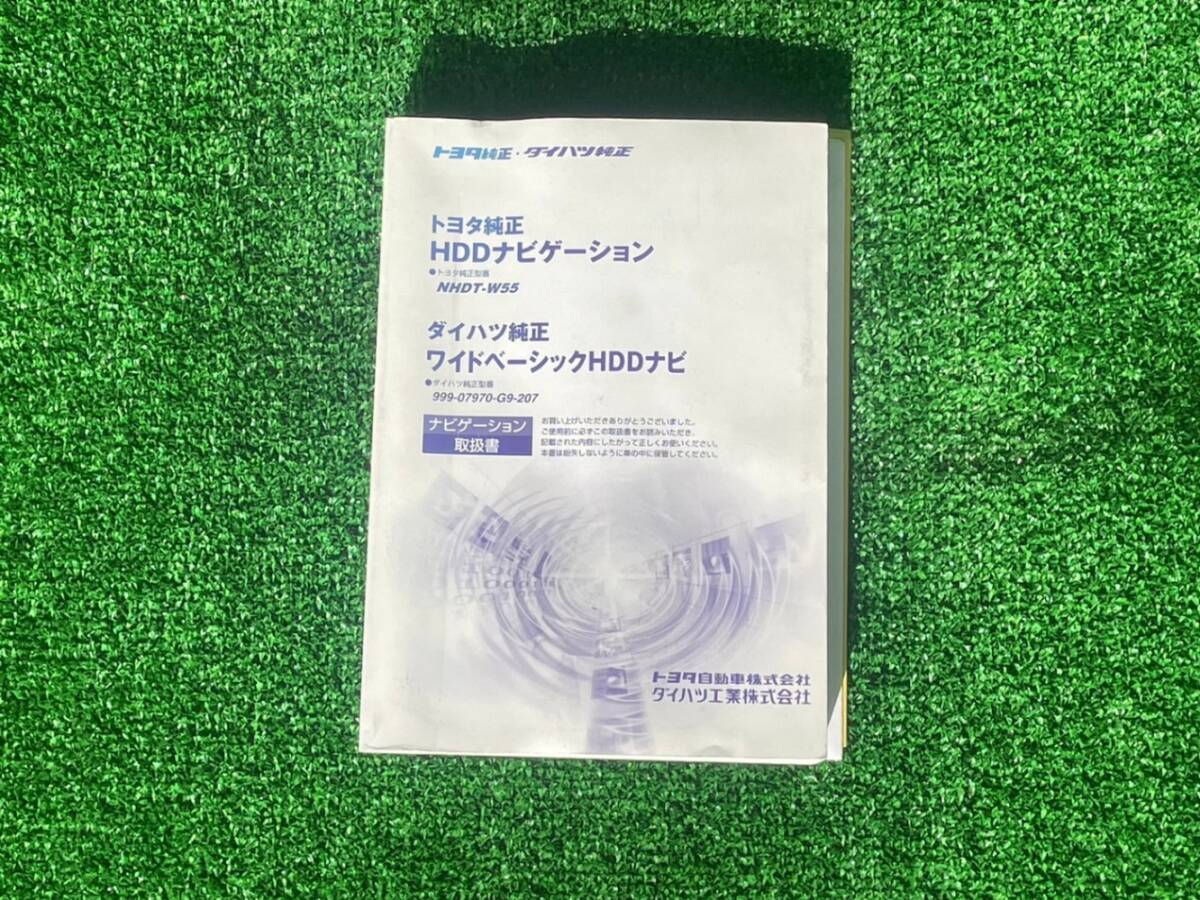 トヨタ純正・ダイハツ純正
トヨタ純正
HDDナビゲーション
●トヨタ純正型番
NHDT-W55
ダイハツ純正
ワイドベーシックHDDナビ
●ダイハツ純正型番
999-07970-G9-207
ナビゲーション
取扱書
お買い上げいただきありがとうございました。
ご使用前に必ずこの取扱書をお読みいただき、
記載された内容にしたがって正しくお使いください。
本書は紛失しないように車の中に保管してください。
トヨタ自動車株式会社
ダイハツ工業株式会社